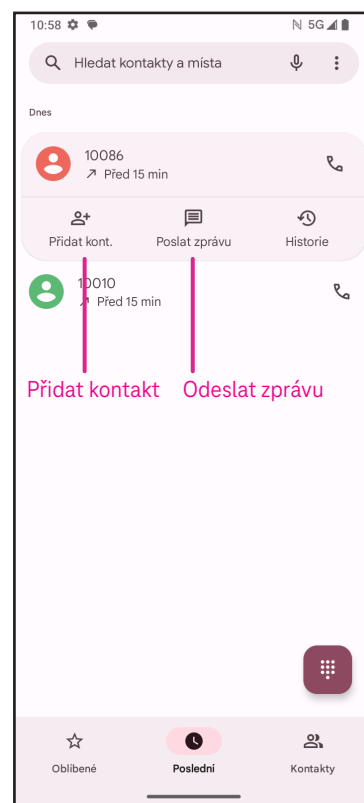 10:58 5G
Hledat kontakty a místa
Dnes
10086
Před 15 min
Přidat kont. Poslat zprávu Historie
10010
Před 15 min
Přidat kontakt Odeslat zprávu
Oblíbené Poslední Kontakty